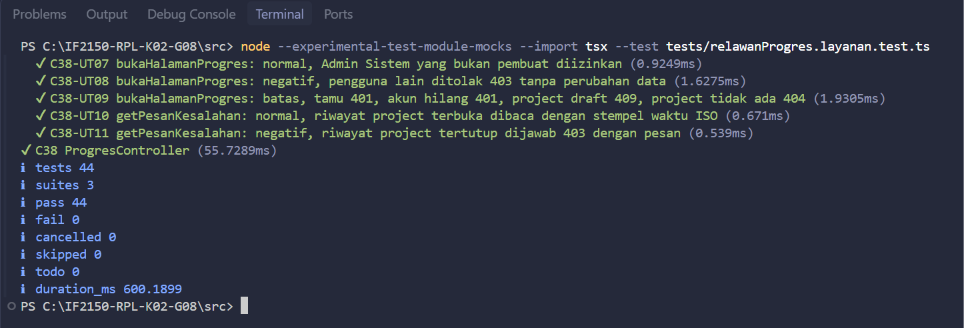 Problems Output Debug Console Terminal Ports
PS C:\IF2150-RPL-K02-G08\src> node --experimental-test-module-mocks --import tsx --test tests/relawanProgres.layanan.test.ts
✓ C38-UT07 bukaHalamanProgres: normal, Admin Sistem yang bukan pembuat diizinkan (0.9249ms)
✓ C38-UT08 bukaHalamanProgres: negatif, pengguna lain ditolak 403 tanpa perubahan data (1.6275ms)
✓ C38-UT09 bukaHalamanProgres: batas, tamu 401, akun hilang 401, project draft 409, project tidak ada 404 (1.9305ms)
✓ C38-UT10 getPesanKesalahan: normal, riwayat project terbuka dibaca dengan stempel waktu ISO (0.671ms)
✓ C38-UT11 getPesanKesalahan: negatif, riwayat project tertutup dijawab 403 dengan pesan (0.539ms)
✓ C38 ProgresController (55.7289ms)
ℹ tests 44
ℹ suites 3
ℹ pass 44
ℹ fail 0
ℹ cancelled 0
ℹ skipped 0
ℹ todo 0
ℹ duration_ms 600.1899
PS C:\IF2150-RPL-K02-G08\src>